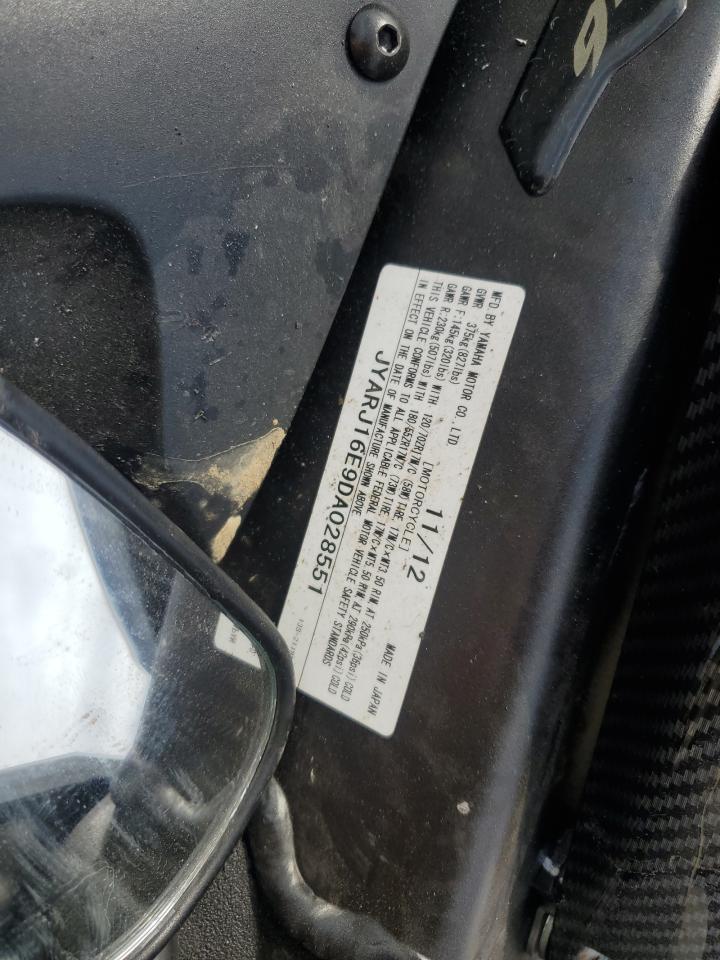 MFD BY YAMAHA MOTOR CO., LTD. 11/12 MADE IN JAPAN
GVWR 375kg(827lbs) [MOTORCYCLE]
GAWR F:145kg(320lbs) WITH 120/70ZR17M/C (58W) TIRE, 17M/C×MT3.50 RIM, AT 250kPa(36psi) COLD
GAWR R:230kg(507lbs) WITH 180/55ZR17M/C (73W) TIRE, 17M/C×MT5.50 RIM, AT 290kPa(42psi) COLD
THIS VEHICLE CONFORMS TO ALL APPLICABLE FEDERAL MOTOR VEHICLE SAFETY STANDARDS
IN EFFECT ON THE DATE OF MANUFACTURE SHOWN ABOVE.
JYARJ16E9DA028551
6